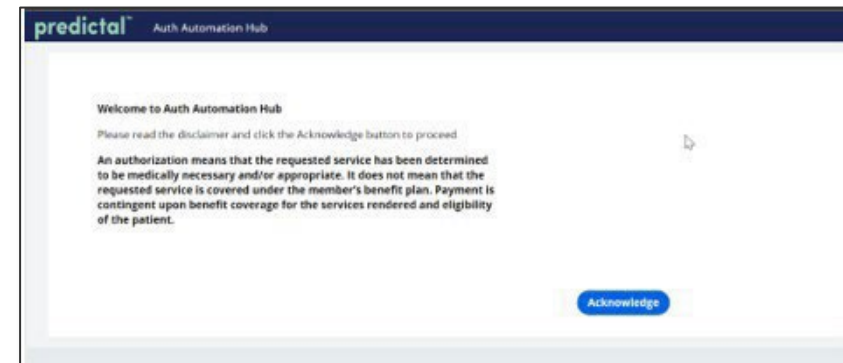 predictal™ Auth Automation Hub
Welcome to Auth Automation Hub
Please read the disclaimer and click the Acknowledge button to proceed
An authorization means that the requested service has been determined
to be medically necessary and/or appropriate. It does not mean that the
requested service is covered under the member's benefit plan. Payment is
contingent upon benefit coverage for the services rendered and eligibility
of the patient.
Acknowledge